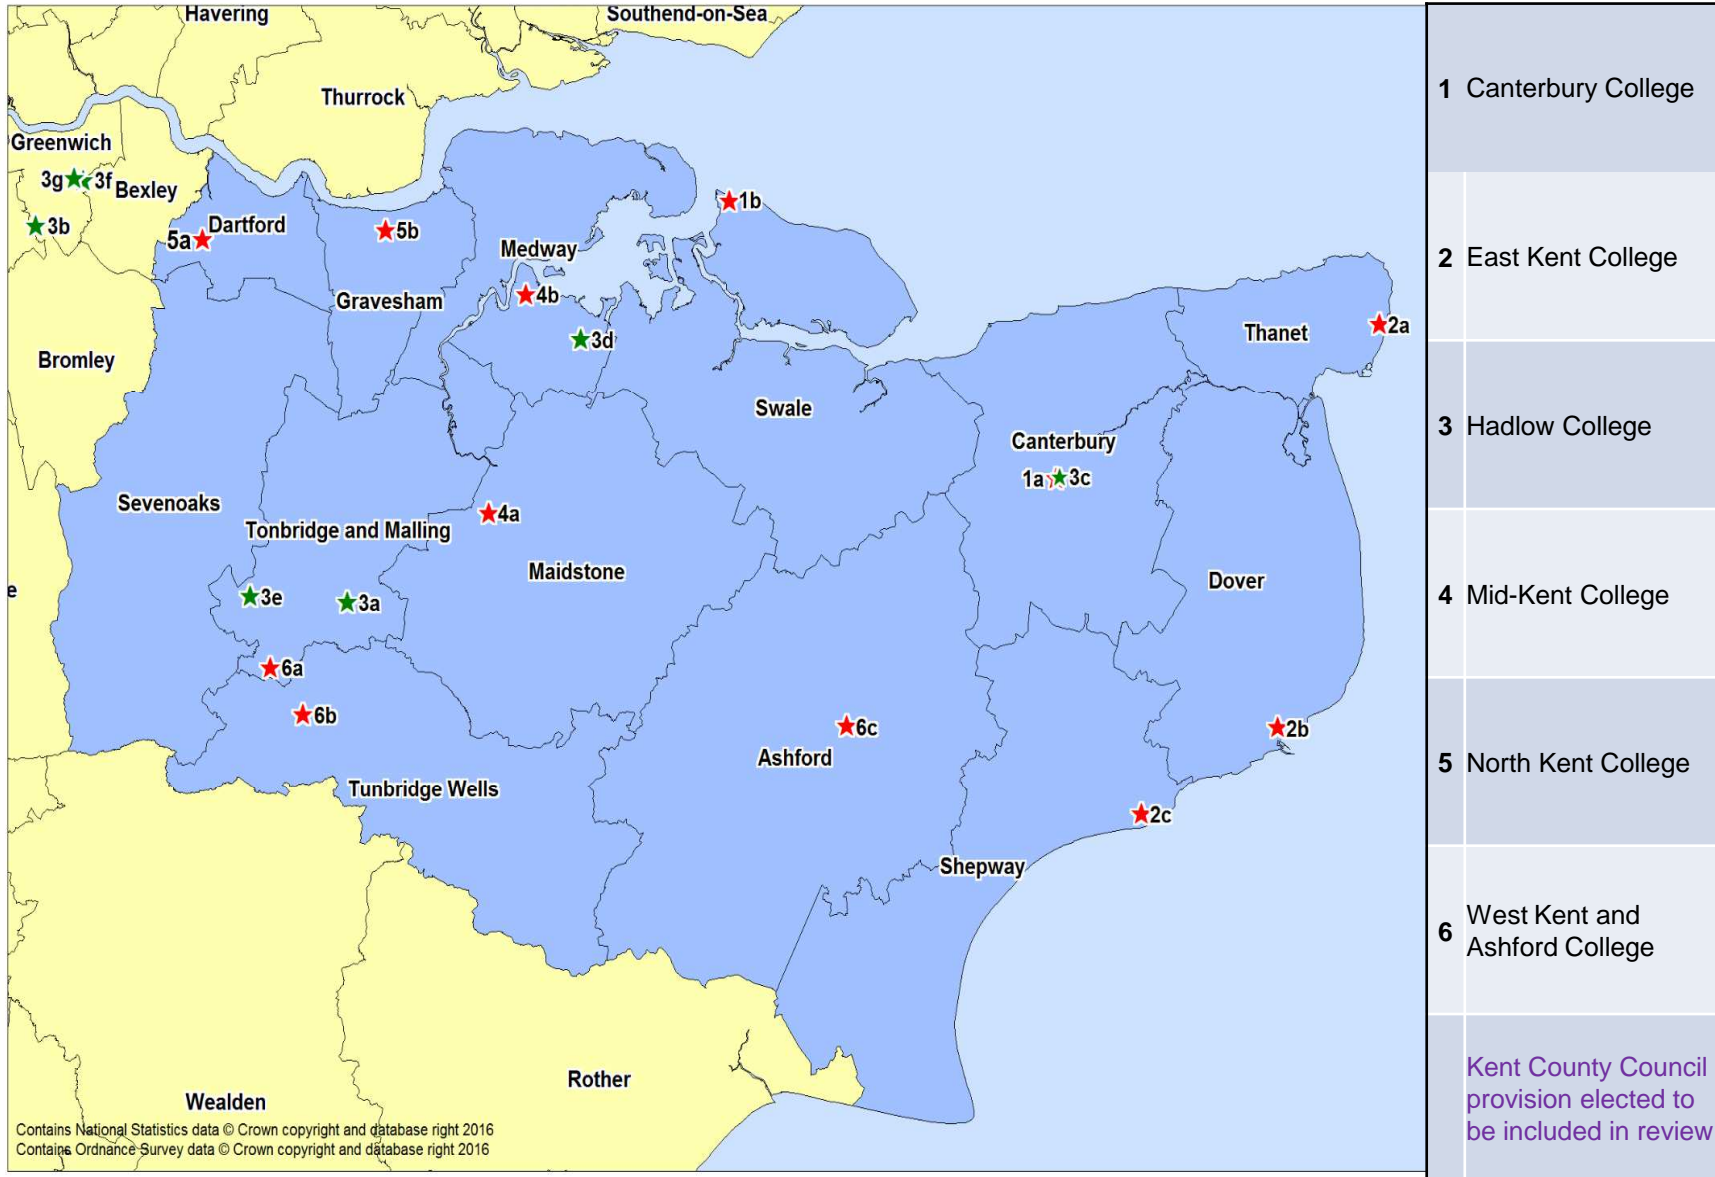 Havering
Southend-on-Sea
Thurrock
Greenwich
3g
3f
Bexley
3b
5a
Dartford
5b
1b
Medway
4b
Gravesham
3d
2a
Thanet
Bromley
Swale
Canterbury
1a
3c
Sevenoaks
4a
Tonbridge and Malling
Maidstone
Dover
e
3e
3a
6a
6b
6c
2b
Ashford
Tunbridge Wells
2c
Shepway
Rother
Wealden
Contains National Statistics data © Crown copyright and database right 2016
Contains Ordnance Survey data © Crown copyright and database right 2016
1 Canterbury College
2 East Kent College
3 Hadlow College
4 Mid-Kent College
5 North Kent College
6 West Kent and
Ashford College
Kent County Council
provision elected to
be included in review